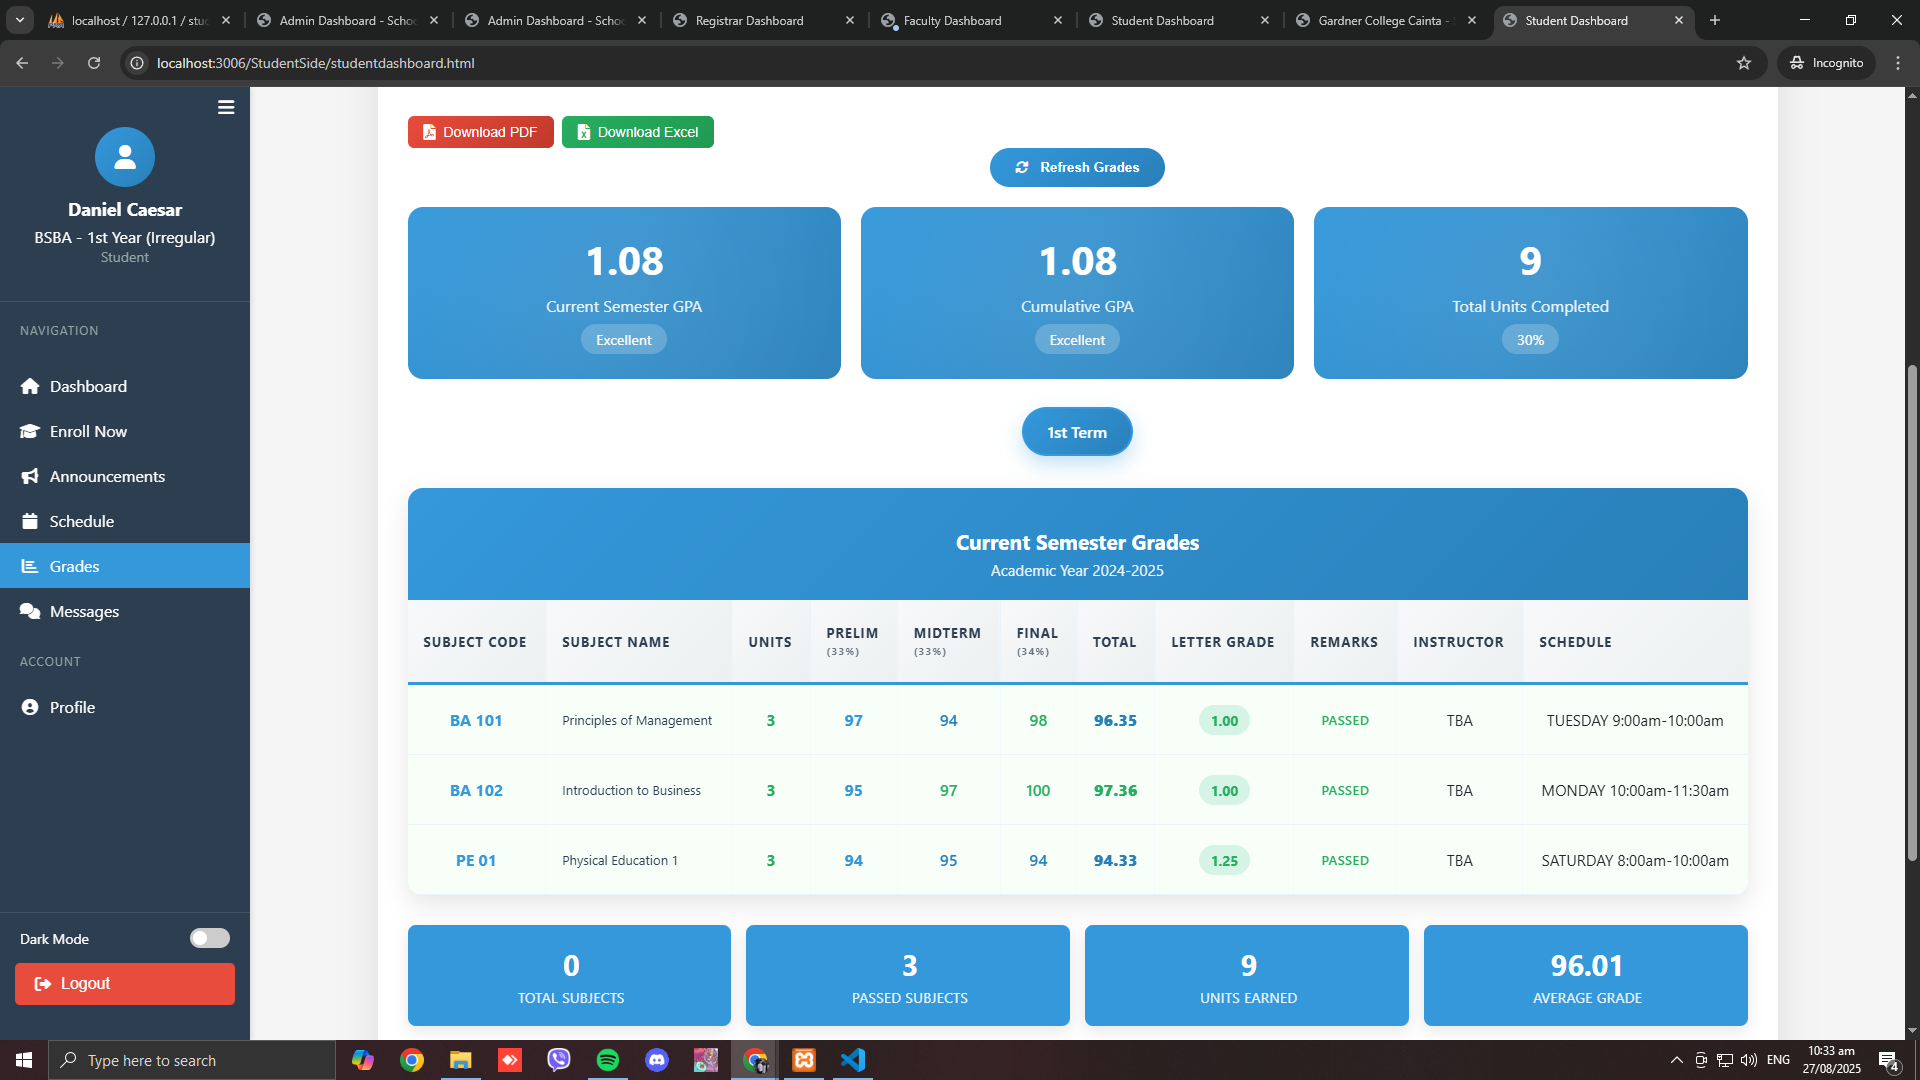 localhost / 127.0.0.1 / stu
Admin Dashboard - Schoo
Admin Dashboard - Schoo
Registrar Dashboard
Faculty Dashboard
Student Dashboard
Gardner College Cainta -
Student Dashboard
localhost:3006/StudentSide/studentdashboard.html
Incognito
Daniel Caesar
BSBA - 1st Year (Irregular)
Student
NAVIGATION
Dashboard
Enroll Now
Announcements
Schedule
Grades
Messages
ACCOUNT
Profile
Dark Mode
Logout
Download PDF
Download Excel
Refresh Grades
1.08
Current Semester GPA
Excellent
1.08
Cumulative GPA
Excellent
9
Total Units Completed
30%
1st Term
Current Semester Grades
Academic Year 2024-2025
SUBJECT CODE SUBJECT NAME UNITS PRELIM (33%) MIDTERM (33%) FINAL (34%) TOTAL LETTER GRADE REMARKS INSTRUCTOR SCHEDULE
BA 101 Principles of Management 3 97 94 98 96.35 1.00 PASSED TBA TUESDAY 9:00am-10:00am
BA 102 Introduction to Business 3 95 97 100 97.36 1.00 PASSED TBA MONDAY 10:00am-11:30am
PE 01 Physical Education 1 3 94 95 94 94.33 1.25 PASSED TBA SATURDAY 8:00am-10:00am
0
TOTAL SUBJECTS
3
PASSED SUBJECTS
9
UNITS EARNED
96.01
AVERAGE GRADE
Type here to search
ENG
10:33 am
27/08/2025
4